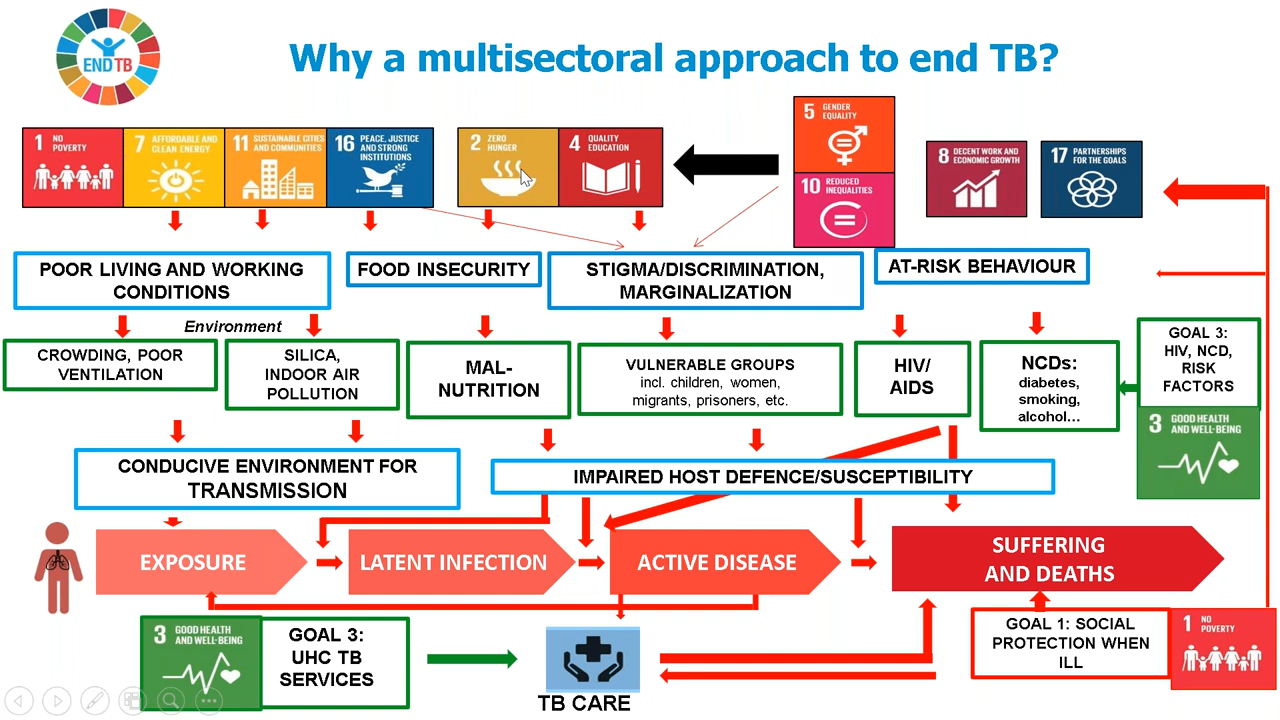 END TB
Why a multisectoral approach to end TB?
1 NO
POVERTY
7 AFFORDABLE AND
CLEAN ENERGY
11 SUSTAINABLE CITIES
AND COMMUNITIES
16 PEACE, JUSTICE
AND STRONG
INSTITUTIONS
2 ZERO
HUNGER
4 QUALITY
EDUCATION
5 GENDER
EQUALITY
10 REDUCED
INEQUALITIES
8 DECENT WORK AND
ECONOMIC GROWTH
17 PARTNERSHIPS
FOR THE GOALS
POOR LIVING AND WORKING
CONDITIONS
FOOD INSECURITY
STIGMA/DISCRIMINATION,
MARGINALIZATION
AT-RISK BEHAVIOUR
Environment
CROWDING, POOR
VENTILATION
SILICA,
INDOOR AIR
POLLUTION
MAL-
NUTRITION
VULNERABLE GROUPS
incl. children, women,
migrants, prisoners, etc.
HIV/
AIDS
NCDs:
diabetes,
smoking,
alcohol...
GOAL 3:
HIV, NCD,
RISK
FACTORS
3 GOOD HEALTH
AND WELL-BEING
CONDUCIVE ENVIRONMENT FOR
TRANSMISSION
IMPAIRED HOST DEFENCE/SUSCEPTIBILITY
EXPOSURE
LATENT INFECTION
ACTIVE DISEASE
SUFFERING
AND DEATHS
3 GOOD HEALTH
AND WELL-BEING
GOAL 3:
UHC TB
SERVICES
TB CARE
GOAL 1: SOCIAL
PROTECTION WHEN
ILL
1 NO
POVERTY